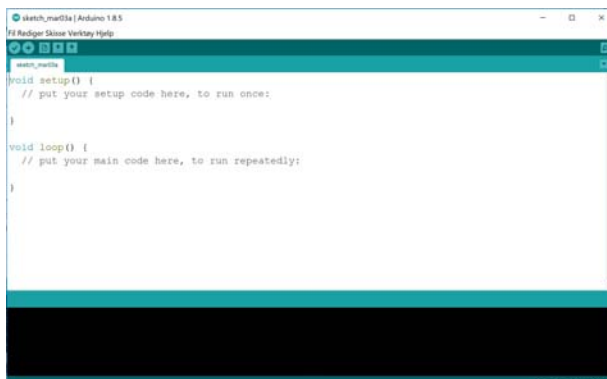 sketch_mar03a | Arduino 1.8.5
Fil Rediger Skisse Verktøy Hjelp
sketch_mar03a
void setup() {
// put your setup code here, to run once:
}
void loop() {
// put your main code here, to run repeatedly:
}